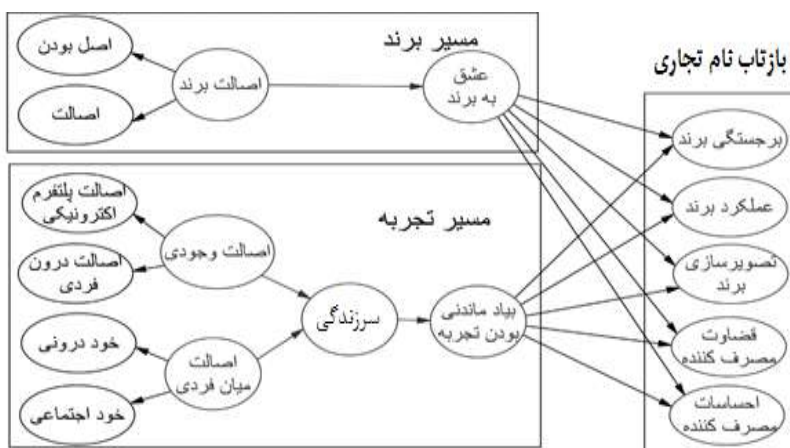 مسیر برند
اصل بودن
اصالت
اصالت برند
عشق
به برند
بازتاب نام تجاری
برجستگی برند
عملکرد برند
تصویرسازی
برند
قضاوت
مصرف کننده
احساسات
مصرف کننده
مسیر تجربه
اصالت پلتفرم
اکترونیکی
اصالت درون
فردی
خود درونی
خود اجتماعی
اصالت وجودی
اصالت
میان فردی
سرزندگی
بیاد ماندنی
بودن تجربه